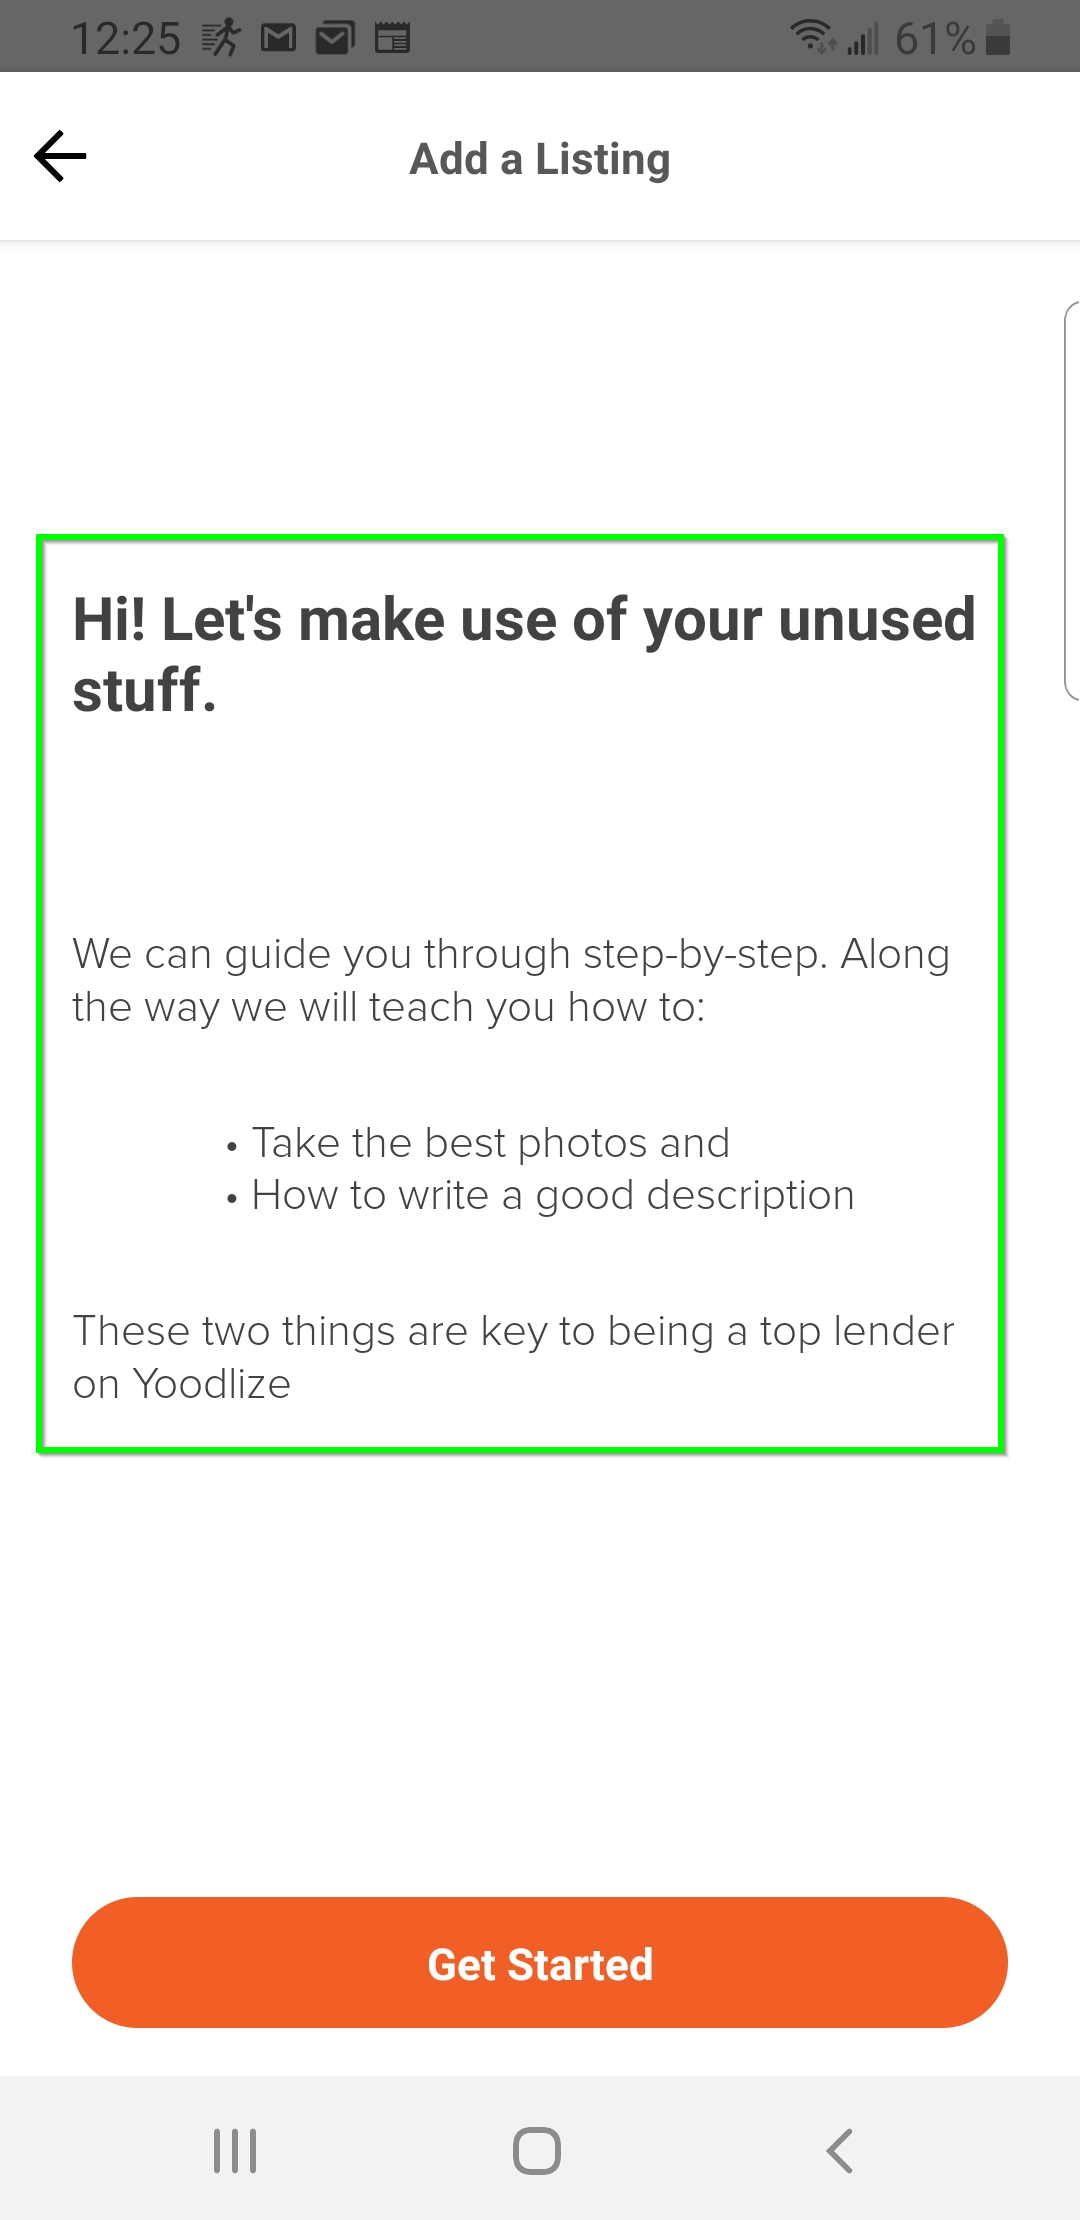 12:25
61%
Add a Listing
Hi! Let's make use of your unused
stuff.
We can guide you through step-by-step. Along
the way we will teach you how to:
• Take the best photos and
• How to write a good description
These two things are key to being a top lender
on Yoodlize
Get Started